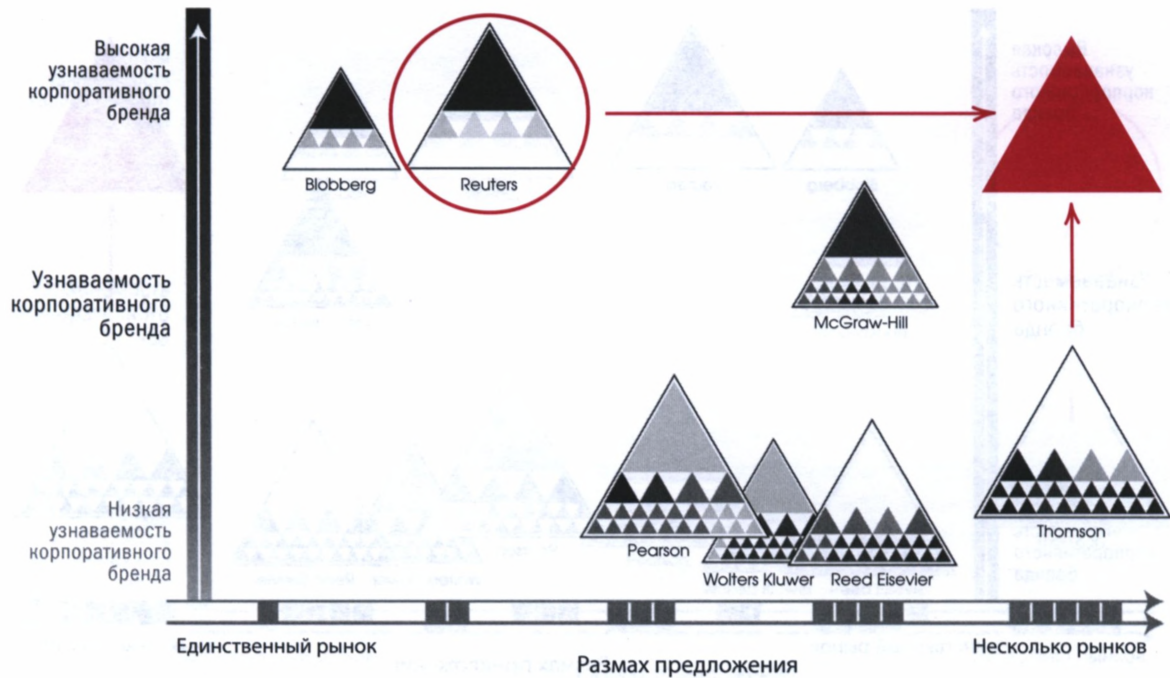 Высокая
узнаваемость
корпоративного
бренда
Blobberg
Reuters
McGraw-Hill
Узнаваемость
корпоративного
бренда
Pearson
Wolters Kluwer
Reed Elsevier
Thomson
Низкая
узнаваемость
корпоративного
бренда
Единственный рынок
Размах предложения
Несколько рынков